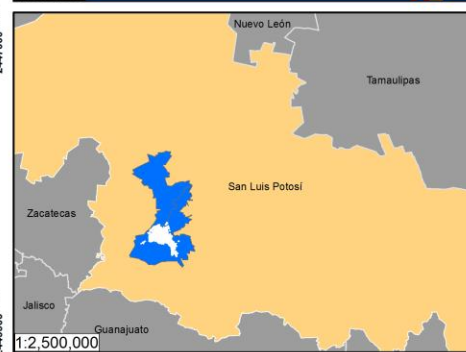 Nuevo León
Tamaulipas
San Luis Potosí
Zacatecas
Jalisco
Guanajuato
1:2,500,000